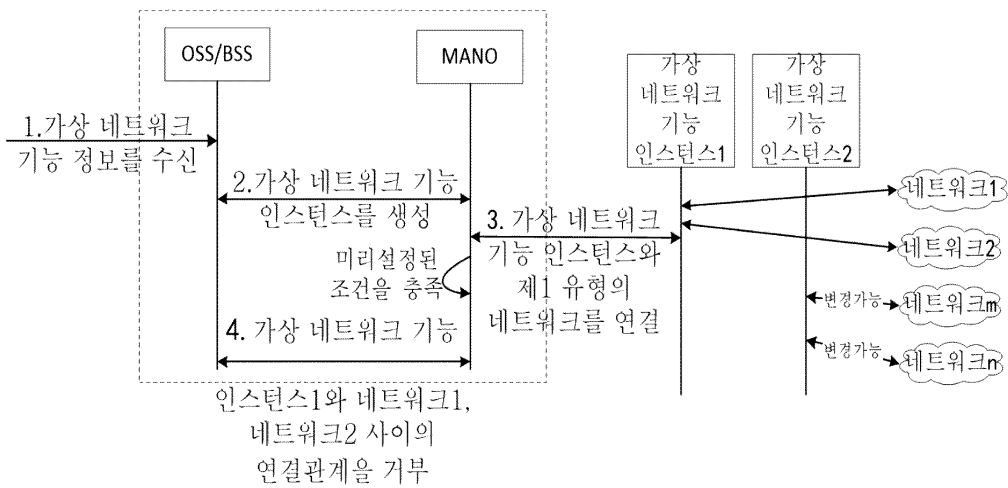 OSS/BSS
MANO
가상
네트워크
기능
인스턴스1
가상
네트워크
기능
인스턴스2
1.가상 네트워크
기능 정보를 수신
2.가상 네트워크 기능
인스턴스를 생성
3. 가상 네트워크
기능 인스턴스와
제1 유형의
네트워크를 연결
미리설정된
조건을 충족
4. 가상 네트워크 기능
인스턴스1와 네트워크1,
네트워크2 사이의
연결관계을 거부
네트워크1
네트워크2
변경가능
네트워크m
변경가능
네트워크n